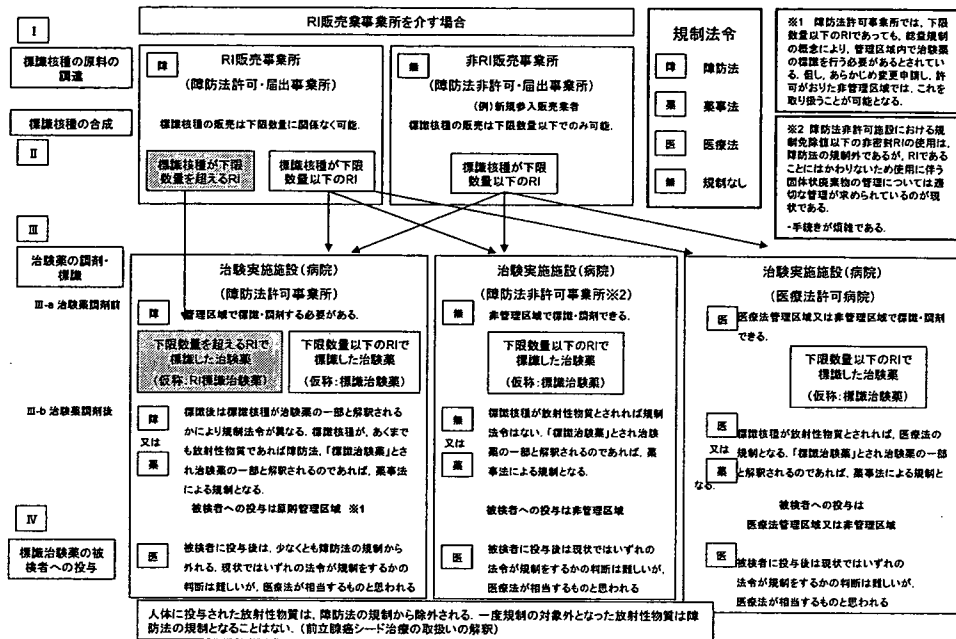 RI販売業事業所を介す場合
I
標識核種の原料の
調達
標識核種の合成
II
障
RI販売事業所
(障防法許可・届出事業所)
標識核種の販売は下限数量に関係なく可能.
標識核種が下限
数量を超えるRI
標識核種が下限
数量以下のRI
無
非RI販売事業所
(障防法非許可・届出事業所)
(例)新規参入販売業者
標識核種の販売は下限数量以下でのみ可能.
標識核種が下限
数量以下のRI
規制法令
障 障防法
薬 薬事法
医 医療法
無 規制なし
※1 障防法許可事業所では、下限
数量以下のRIであっても、総量規制
の概念により、管理区域内で治験薬
の標識を行う必要があるとされてい
る. 但し、あらかじめ変更申請し、許可
がおりた非管理区域では、これを
取り扱うことが可能となる.
※2 障防法非許可施設における規
制免除値以下の非密封RIの使用は、
障防法の規制外であるが、RIである
ことにはかわりないため使用に伴う
固体状廃棄物の管理については適
切な管理が求められているのが現
状である.
・手続きが煩雑である.
III
治験薬の調剤・
標識
III-a 治験薬調剤前
III-b 治験薬調剤後
IV
標識治験薬の被
検者への投与
治験実施施設(病院)
(障防法許可事業所)
障 管理区域で標識・調剤する必要がある.
下限数量を超えるRIで
標識した治験薬
(仮称:RI標識治験薬)
下限数量以下のRIで
標識した治験薬
(仮称:標識治験薬)
障
又は
薬
標識後は標識核種が治験薬の一部と解釈される
かにより規制法令が異なる. 標識核種が、あくまで
も放射性物質であれば障防法、「標識治験薬」とさ
れ治験薬の一部と解釈されるのであれば、薬事法
による規制となる.
被検者への投与は原則管理区域 ※1
医
被検者に投与後は、少なくとも障防法の規制から
外れる. 現状ではいずれの法令が規制をするかの
判断は難しいが、医療法が相当するものと思われる
治験実施施設(病院)
(障防法非許可事業所※2)
無 非管理区域で標識・調剤できる.
下限数量以下のRIで
標識した治験薬
(仮称:標識治験薬)
無
又は
薬
標識核種が放射性物質とされれば規制
法令はない. 「標識治験薬」とされ治験
薬の一部と解釈されるのであれば、薬
事法による規制となる.
被検者への投与は非管理区域
医
被検者に投与後は現状ではいずれの
法令が規制をするかの判断は難しいが、
医療法が相当するものと思われる
治験実施施設(病院)
(医療法許可病院)
医 医療法管理区域又は非管理区域で標識・調剤
できる.
下限数量以下のRIで
標識した治験薬
(仮称:標識治験薬)
医
又は
薬
標識核種が放射性物質とされれば、医療法の
規制となる. 「標識治験薬」とされ治験薬の一部
と解釈されるのであれば、薬事法による規制と
なる.
被検者への投与は
医療法管理区域又は非管理区域
医
被検者に投与後は現状ではいずれの
法令が規制をするかの判断は難しいが、
医療法が相当するものと思われる
人体に投与された放射性物質は、障防法の規制から除外される. 一度規制の対象外となった放射性物質は障
防法の規制となることはない. (前立腺癌シード治療の取扱いの解釈)